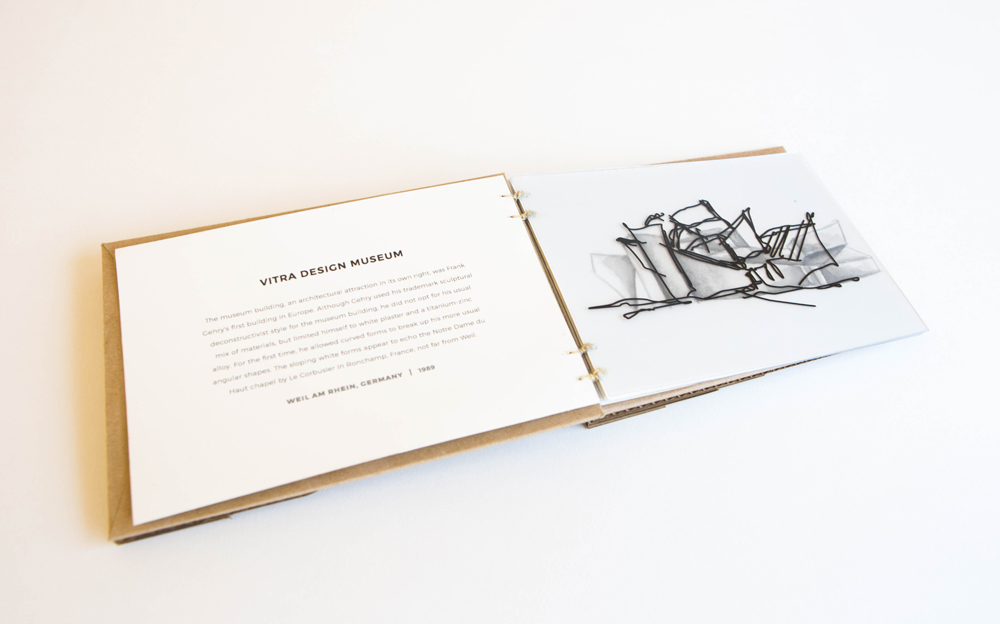 VITRA DESIGN MUSEUM
The museum building, an architectural attraction in its own right, was Frank
Gehry's first building in Europe. Although Gehry used his trademark sculptural
deconstructivist style for the museum building, he did not opt for his usual
mix of materials, but limited himself to white plaster and a titanium-zinc
alloy. For the first time, he allowed curved forms to break up his more usual
angular shapes. The sloping white forms appear to echo the Notre Dame du
Haut chapel by Le Corbusier in Ronchamp, France, not far from Weil.
WEIL AM RHEIN, GERMANY | 1989